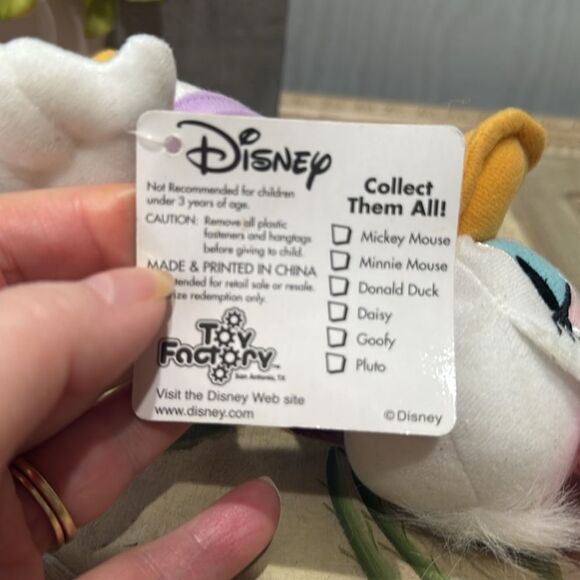 Disney
Not Recommended for children
under 3 years of age.
CAUTION: Remove all plastic
fasteners and hangtags
before giving to child.
MADE & PRINTED IN CHINA
tended for retail sale or resale.
ize redemption only.
Toy
Factory™
San Antonio, TX
Visit the Disney Web site
www.disney.com
Collect
Them All!
Mickey Mouse
Minnie Mouse
Donald Duck
Daisy
Goofy
Pluto
©Disney